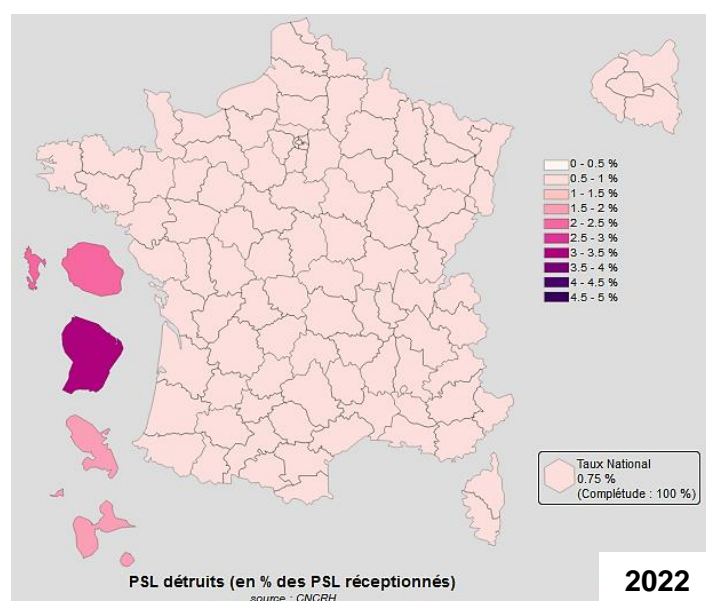 0 - 0.5 %
0.5 - 1 %
1 - 1.5 %
1.5 - 2 %
2 - 2.5 %
2.5 - 3 %
3 - 3.5 %
3.5 - 4 %
4 - 4.5 %
4.5 - 5 %
Taux National
0.75 %
(Complétude : 100 %)
PSL détruits (en % des PSL réceptionnés)
source : CNCRH
2022